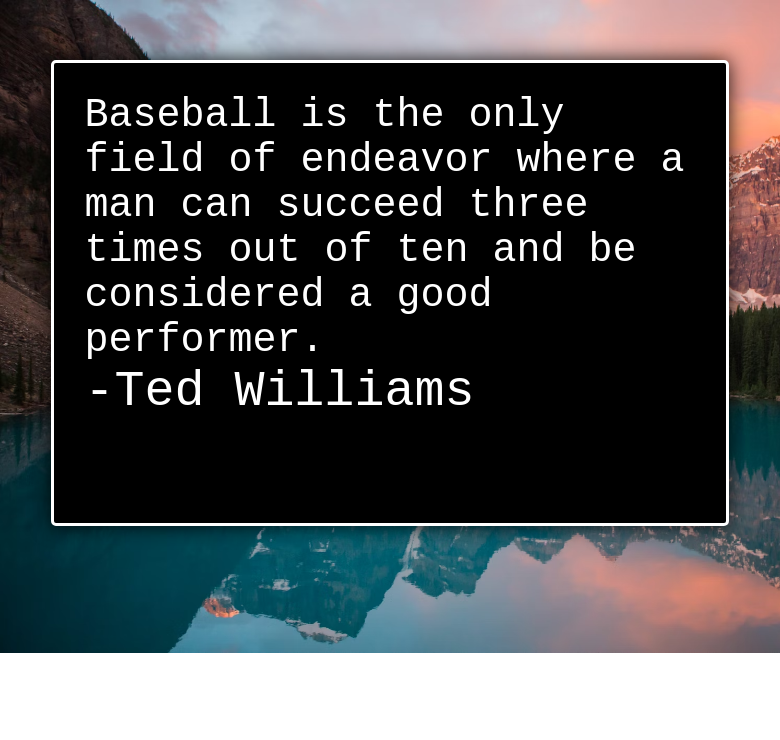 Baseball is the only
field of endeavor where a
man can succeed three
times out of ten and be
considered a good
performer.
-Ted Williams